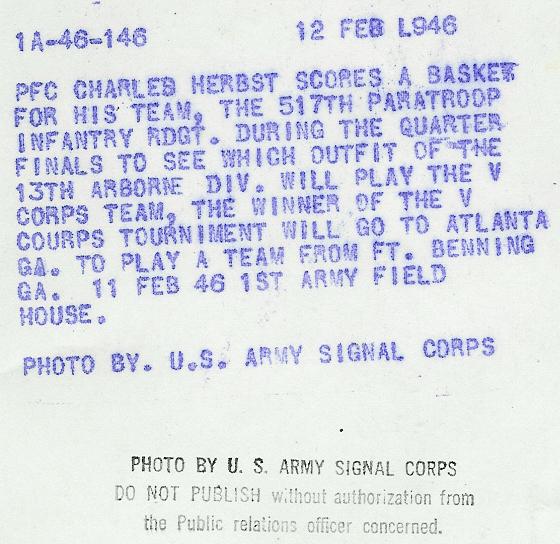 1A-46-146 12 FEB L946
PFC CHARLES HERBST SCORES A BASKET
FOR HIS TEAM, THE 517TH PARATROOP
INFANTRY RDGT. DURING THE QUARTER
FINALS TO SEE WHICH OUTFIT OF THE
13TH ARBORNE DIV. WILL PLAY THE V
CORPS TEAM, THE WINNER OF THE V
COURPS TOURNIMENT WILL GO TO ATLANTA
GA. TO PLAY A TEAM FROM FT. BENNING
GA. 11 FEB 46 1ST ARMY FIELD
HOUSE.
PHOTO BY. U.S. ARMY SIGNAL CORPS
PHOTO BY U. S. ARMY SIGNAL CORPS
DO NOT PUBLISH without authorization from
the Public relations officer concerned.